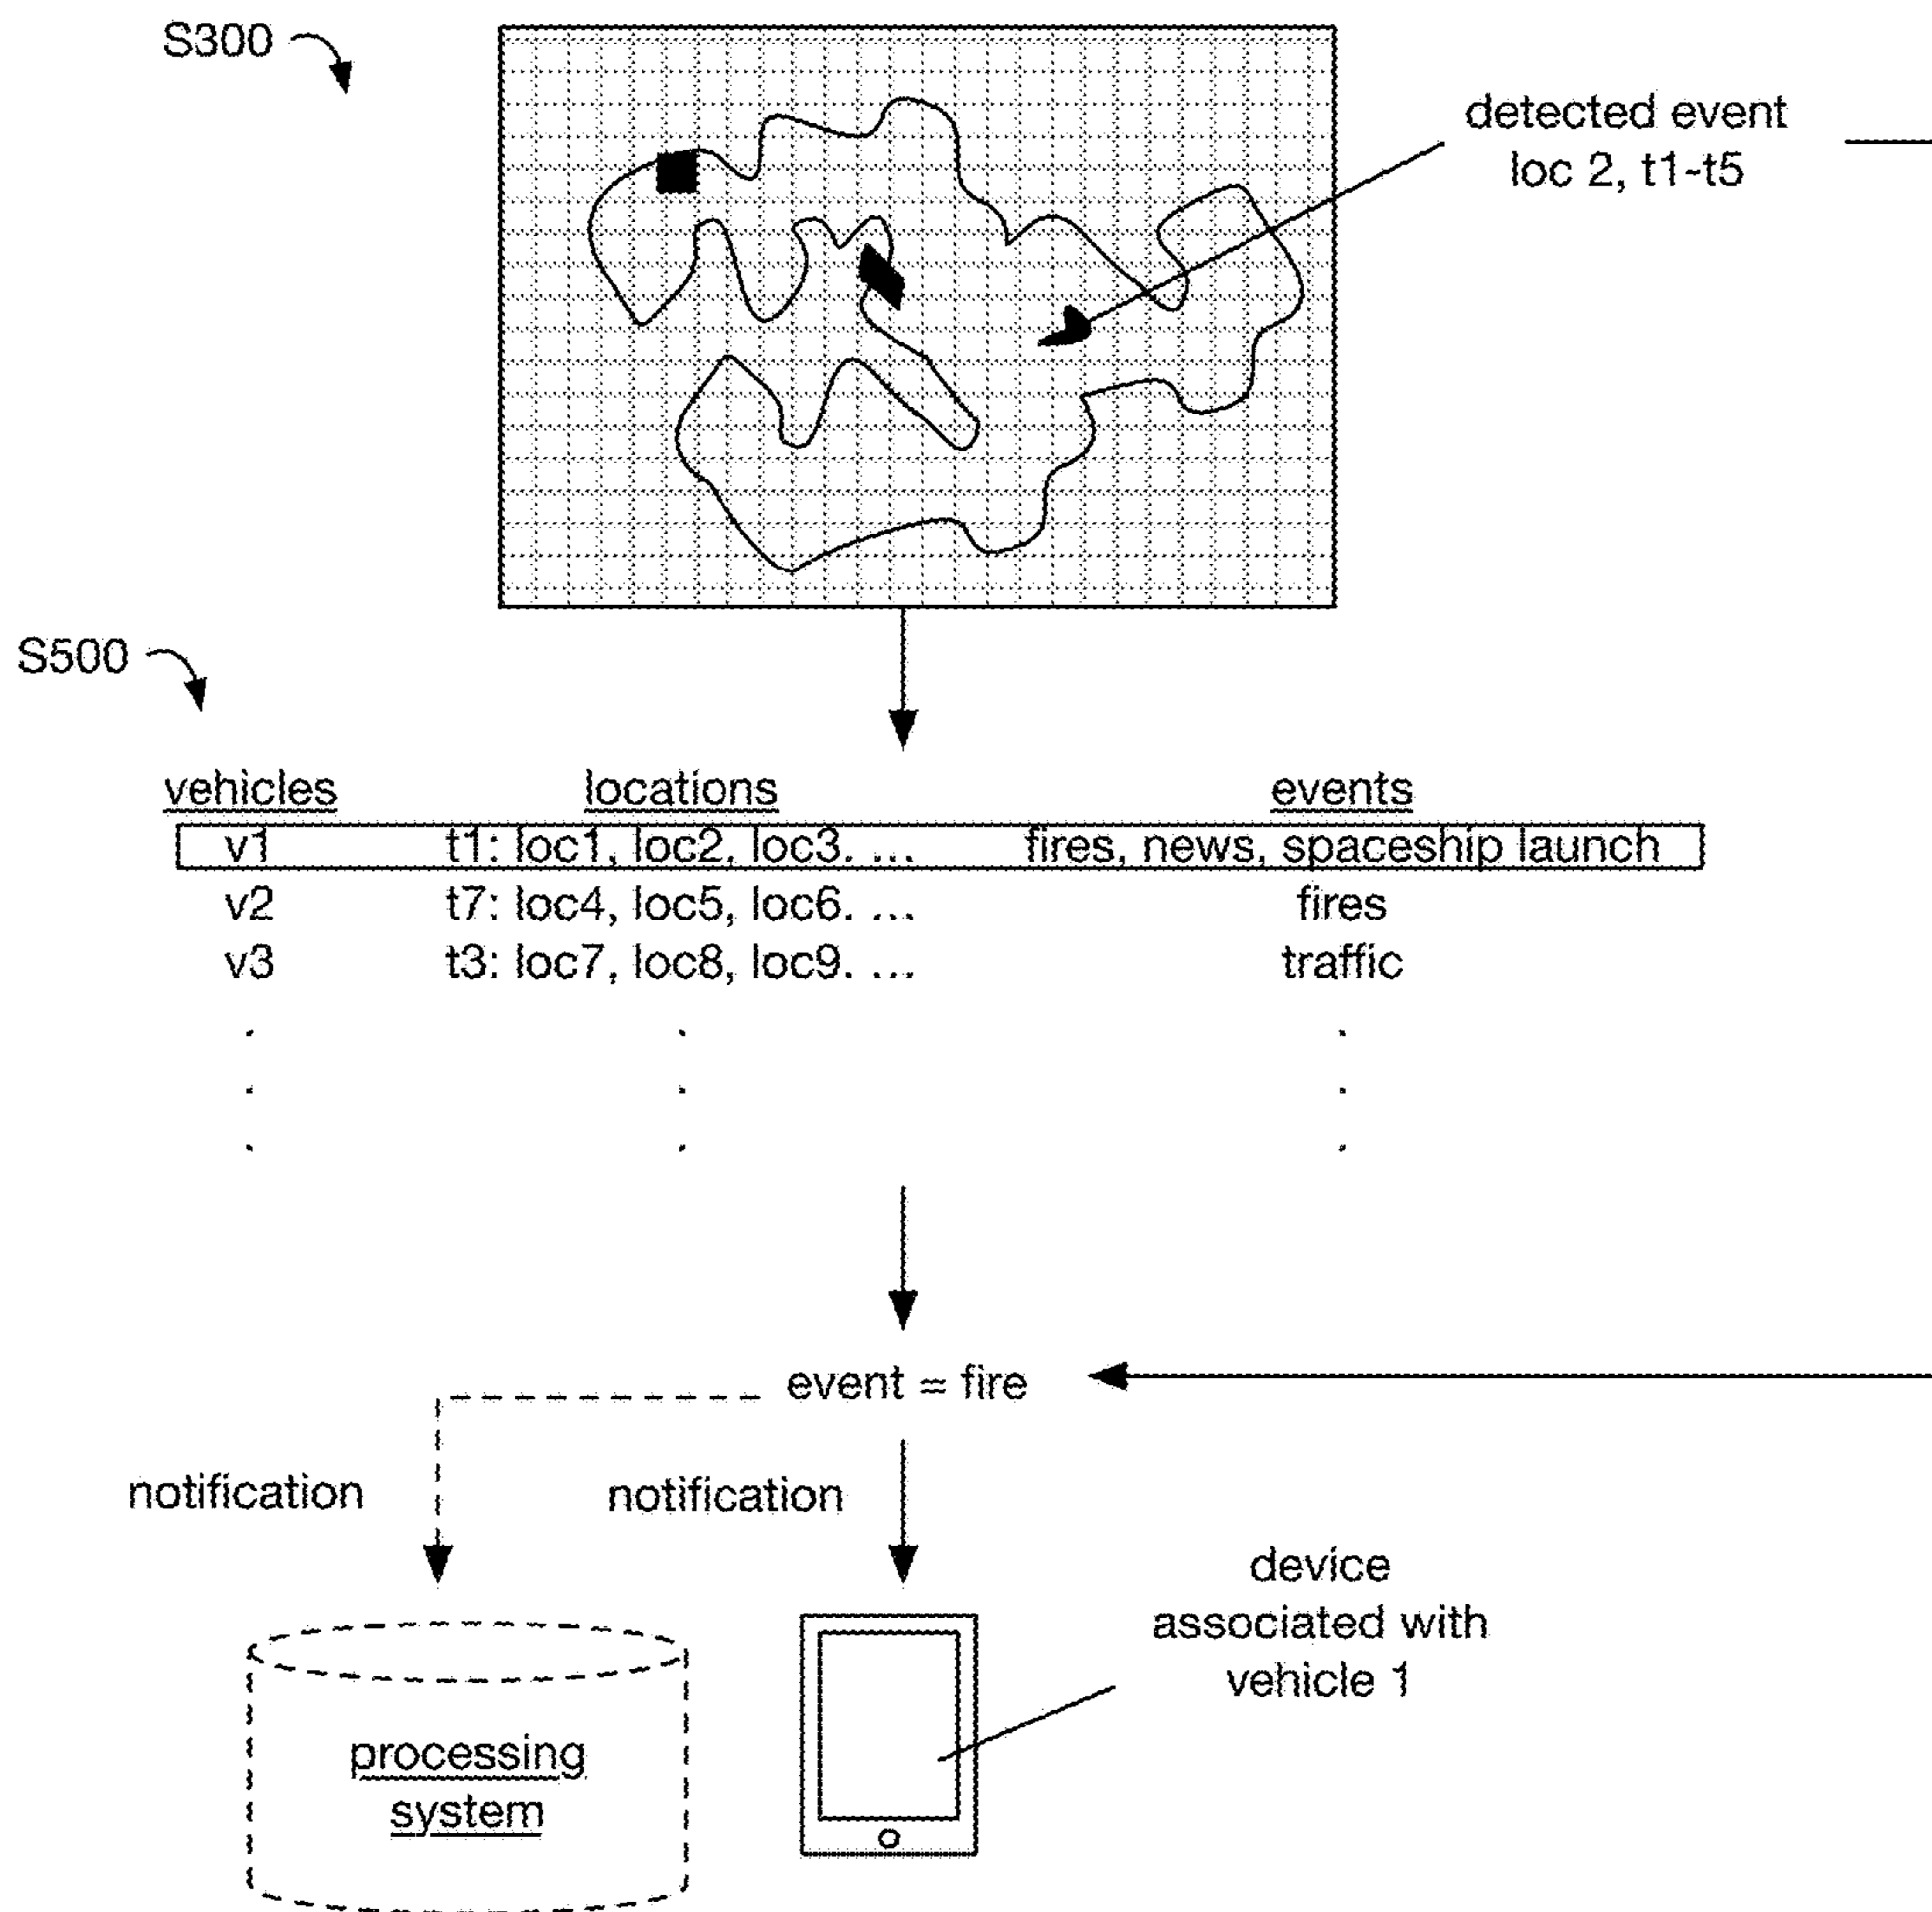 S300
detected event
loc 2, t1-t5
S500
vehicles locations events
v1 t1: loc1, loc2, loc3. ... fires, news, spaceship launch
v2 t7: loc4, loc5, loc6. ... fires
v3 t3: loc7, loc8, loc9. ... traffic
event = fire
notification notification
device
associated with
vehicle 1
processing
system